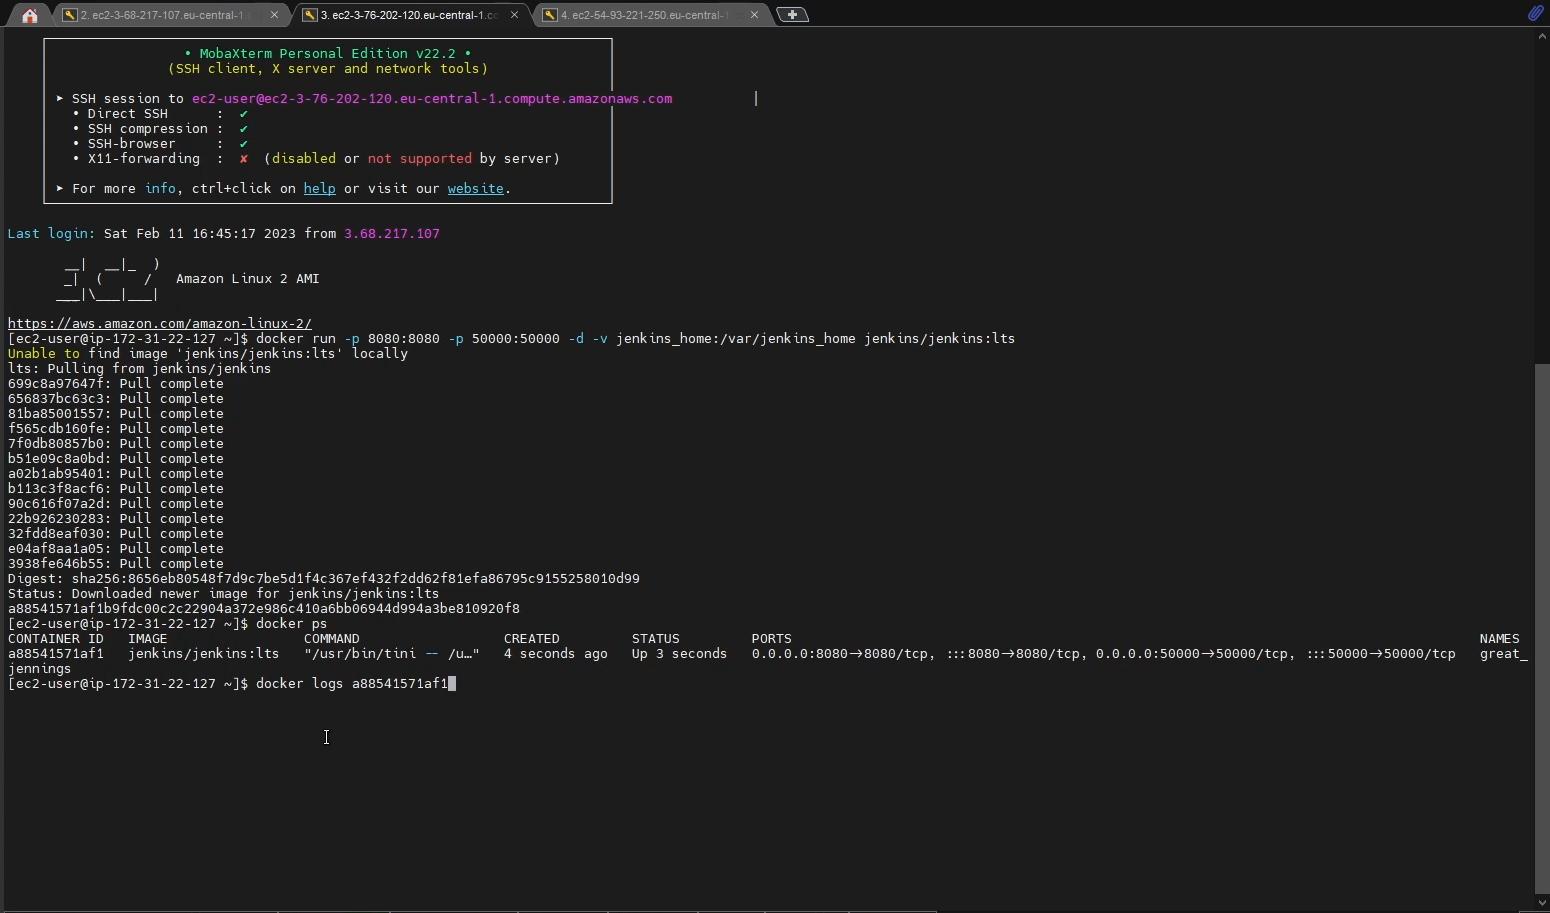 2. ec2-3-68-217-107.eu-central-1.
3. ec2-3-76-202-120.eu-central-1.cc
4. ec2-54-93-221-250.eu-central-1
• MobaXterm Personal Edition v22.2 •
(SSH client, X server and network tools)
➤ SSH session to ec2-user@ec2-3-76-202-120.eu-central-1.compute.amazonaws.com
• Direct SSH : ✔
• SSH compression : ✔
• SSH-browser : ✔
• X11-forwarding : ✘ (disabled or not supported by server)
➤ For more info, ctrl+click on help or visit our website.
Last login: Sat Feb 11 16:45:17 2023 from 3.68.217.107
__| __|_ )
_| ( / Amazon Linux 2 AMI
___|\___|___|
https://aws.amazon.com/amazon-linux-2/
[ec2-user@ip-172-31-22-127 ~]$ docker run -p 8080:8080 -p 50000:50000 -d -v jenkins_home:/var/jenkins_home jenkins/jenkins:lts
Unable to find image 'jenkins/jenkins:lts' locally
lts: Pulling from jenkins/jenkins
699c8a97647f: Pull complete
656837bc63c3: Pull complete
81ba85001557: Pull complete
f565cdb160fe: Pull complete
7f0db80857b0: Pull complete
b51e09c8a0bd: Pull complete
a02b1ab95401: Pull complete
b113c3f8acf6: Pull complete
90c616f07a2d: Pull complete
22b926230283: Pull complete
32fdd8eaf030: Pull complete
e04af8aa1a05: Pull complete
3938fe646b55: Pull complete
Digest: sha256:8656eb80548f7d9c7be5d1f4c367ef432f2dd62f81efa86795c9155258010d99
Status: Downloaded newer image for jenkins/jenkins:lts
a88541571af1b9fdc00c2c22904a372e986c410a6bb06944d994a3be810920f8
[ec2-user@ip-172-31-22-127 ~]$ docker ps
CONTAINER ID IMAGE COMMAND CREATED STATUS PORTS NAMES
a88541571af1 jenkins/jenkins:lts "/usr/bin/tini -- /u…" 4 seconds ago Up 3 seconds 0.0.0.0:8080->8080/tcp, :::8080->8080/tcp, 0.0.0.0:50000->50000/tcp, :::50000->50000/tcp great_
jennings
[ec2-user@ip-172-31-22-127 ~]$ docker logs a88541571af1